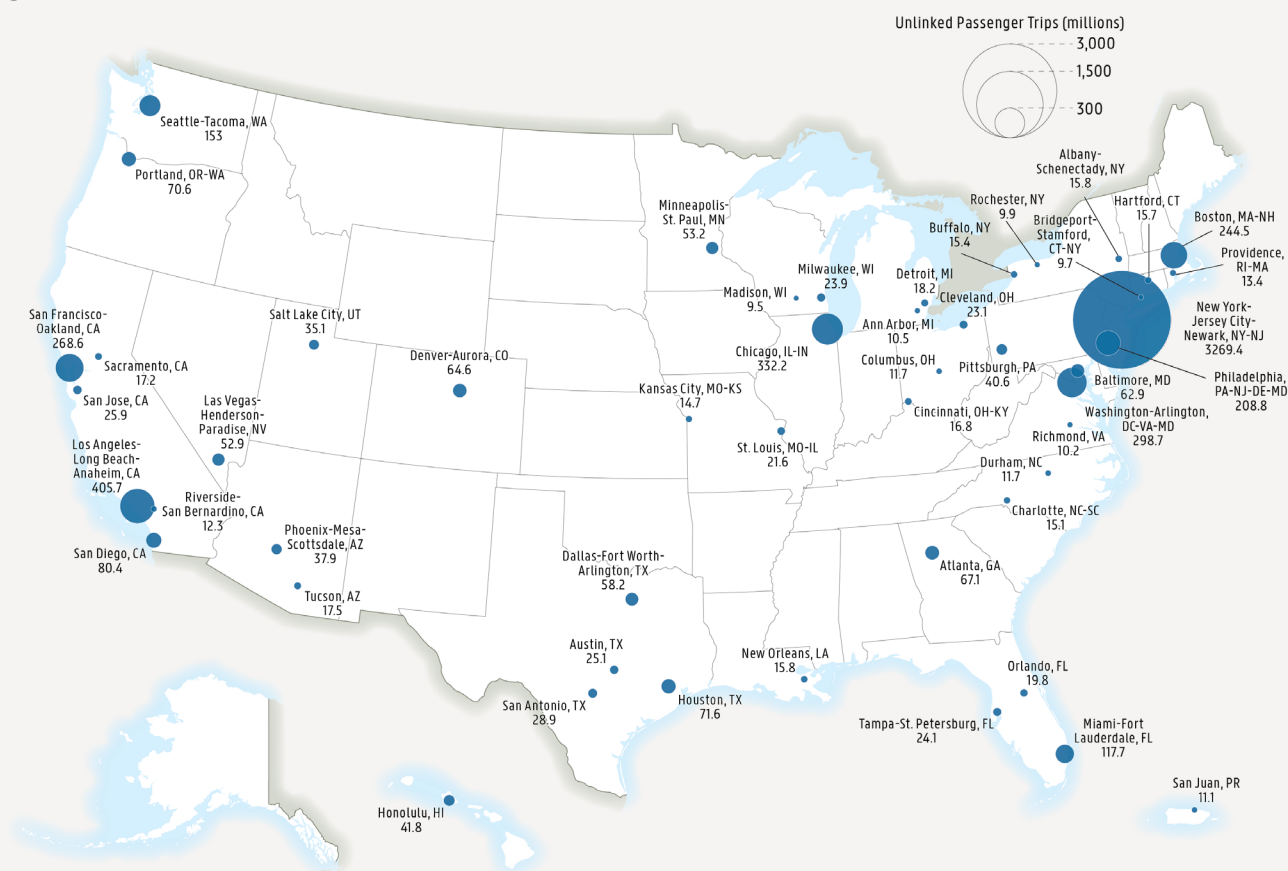 Unlinked Passenger Trips (millions)
3,000
1,500
300
Seattle-Tacoma, WA
153
Portland, OR-WA
70.6
San Francisco-
Oakland, CA
268.6
Sacramento, CA
17.2
San Jose, CA
25.9
Las Vegas-
Henderson-
Paradise, NV
52.9
Los Angeles-
Long Beach-
Anaheim, CA
405.7
Riverside-
San Bernardino, CA
12.3
San Diego, CA
80.4
Salt Lake City, UT
35.1
Denver-Aurora, CO
64.6
Phoenix-Mesa-
Scottsdale, AZ
37.9
Tucson, AZ
17.5
Minneapolis-
St. Paul, MN
53.2
Madison, WI
9.5
Milwaukee, WI
23.9
Chicago, IL-IN
332.2
Kansas City, MO-KS
14.7
St. Louis, MO-IL
21.6
Detroit, MI
18.2
Ann Arbor, MI
10.5
Cleveland, OH
23.1
Columbus, OH
11.7
Cincinnati, OH-KY
16.8
Pittsburgh, PA
40.6
Buffalo, NY
15.4
Rochester, NY
9.9
Albany-
Schenectady, NY
15.8
Bridgeport-
Stamford,
CT-NY
9.7
Hartford, CT
15.7
Boston, MA-NH
244.5
Providence,
RI-MA
13.4
New York-
Jersey City-
Newark, NY-NJ
3269.4
Philadelphia,
PA-NJ-DE-MD
208.8
Baltimore, MD
62.9
Washington-Arlington,
DC-VA-MD
298.7
Richmond, VA
10.2
Durham, NC
11.7
Charlotte, NC-SC
15.1
Atlanta, GA
67.1
Dallas-Fort Worth-
Arlington, TX
58.2
Austin, TX
25.1
San Antonio, TX
28.9
Houston, TX
71.6
New Orleans, LA
15.8
Orlando, FL
19.8
Tampa-St. Petersburg, FL
24.1
Miami-Fort
Lauderdale, FL
117.7
Honolulu, HI
41.8
San Juan, PR
11.1